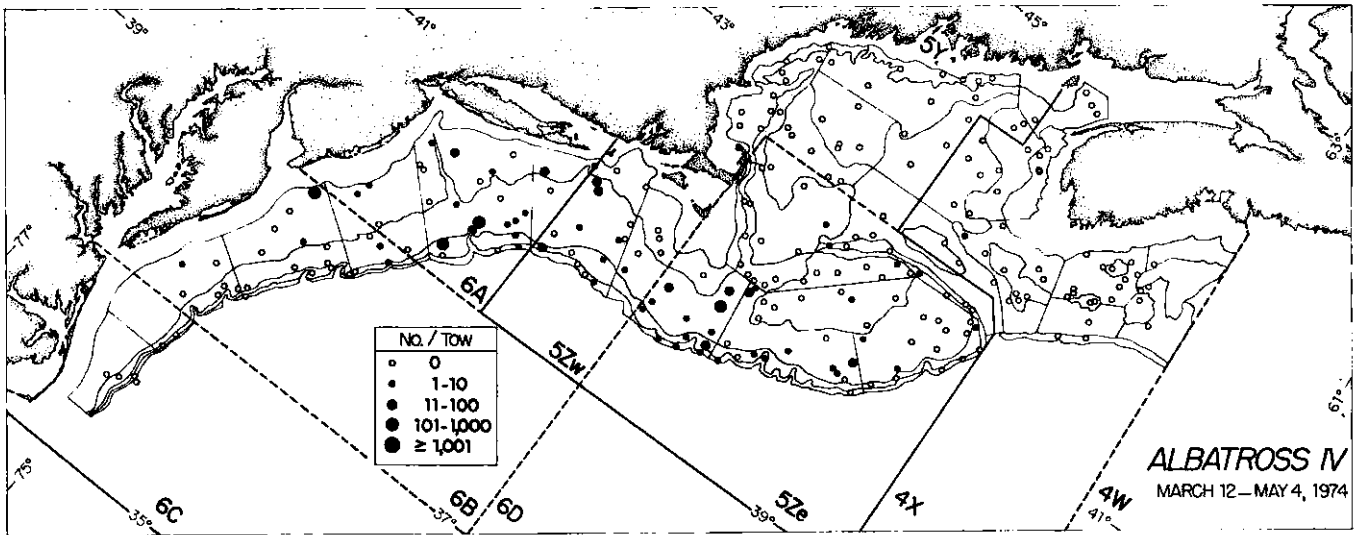 39°
41°
43°
45°
5Y
63°
77°
6A
5Zw
No. / Tow
0
1-10
11-100
101-1,000
≥ 1,001
61°
75°
ALBATROSS IV
MARCH 12 — MAY 4, 1974
6C
35°
6B
37°
6D
5Ze
39°
4X
4W
41°